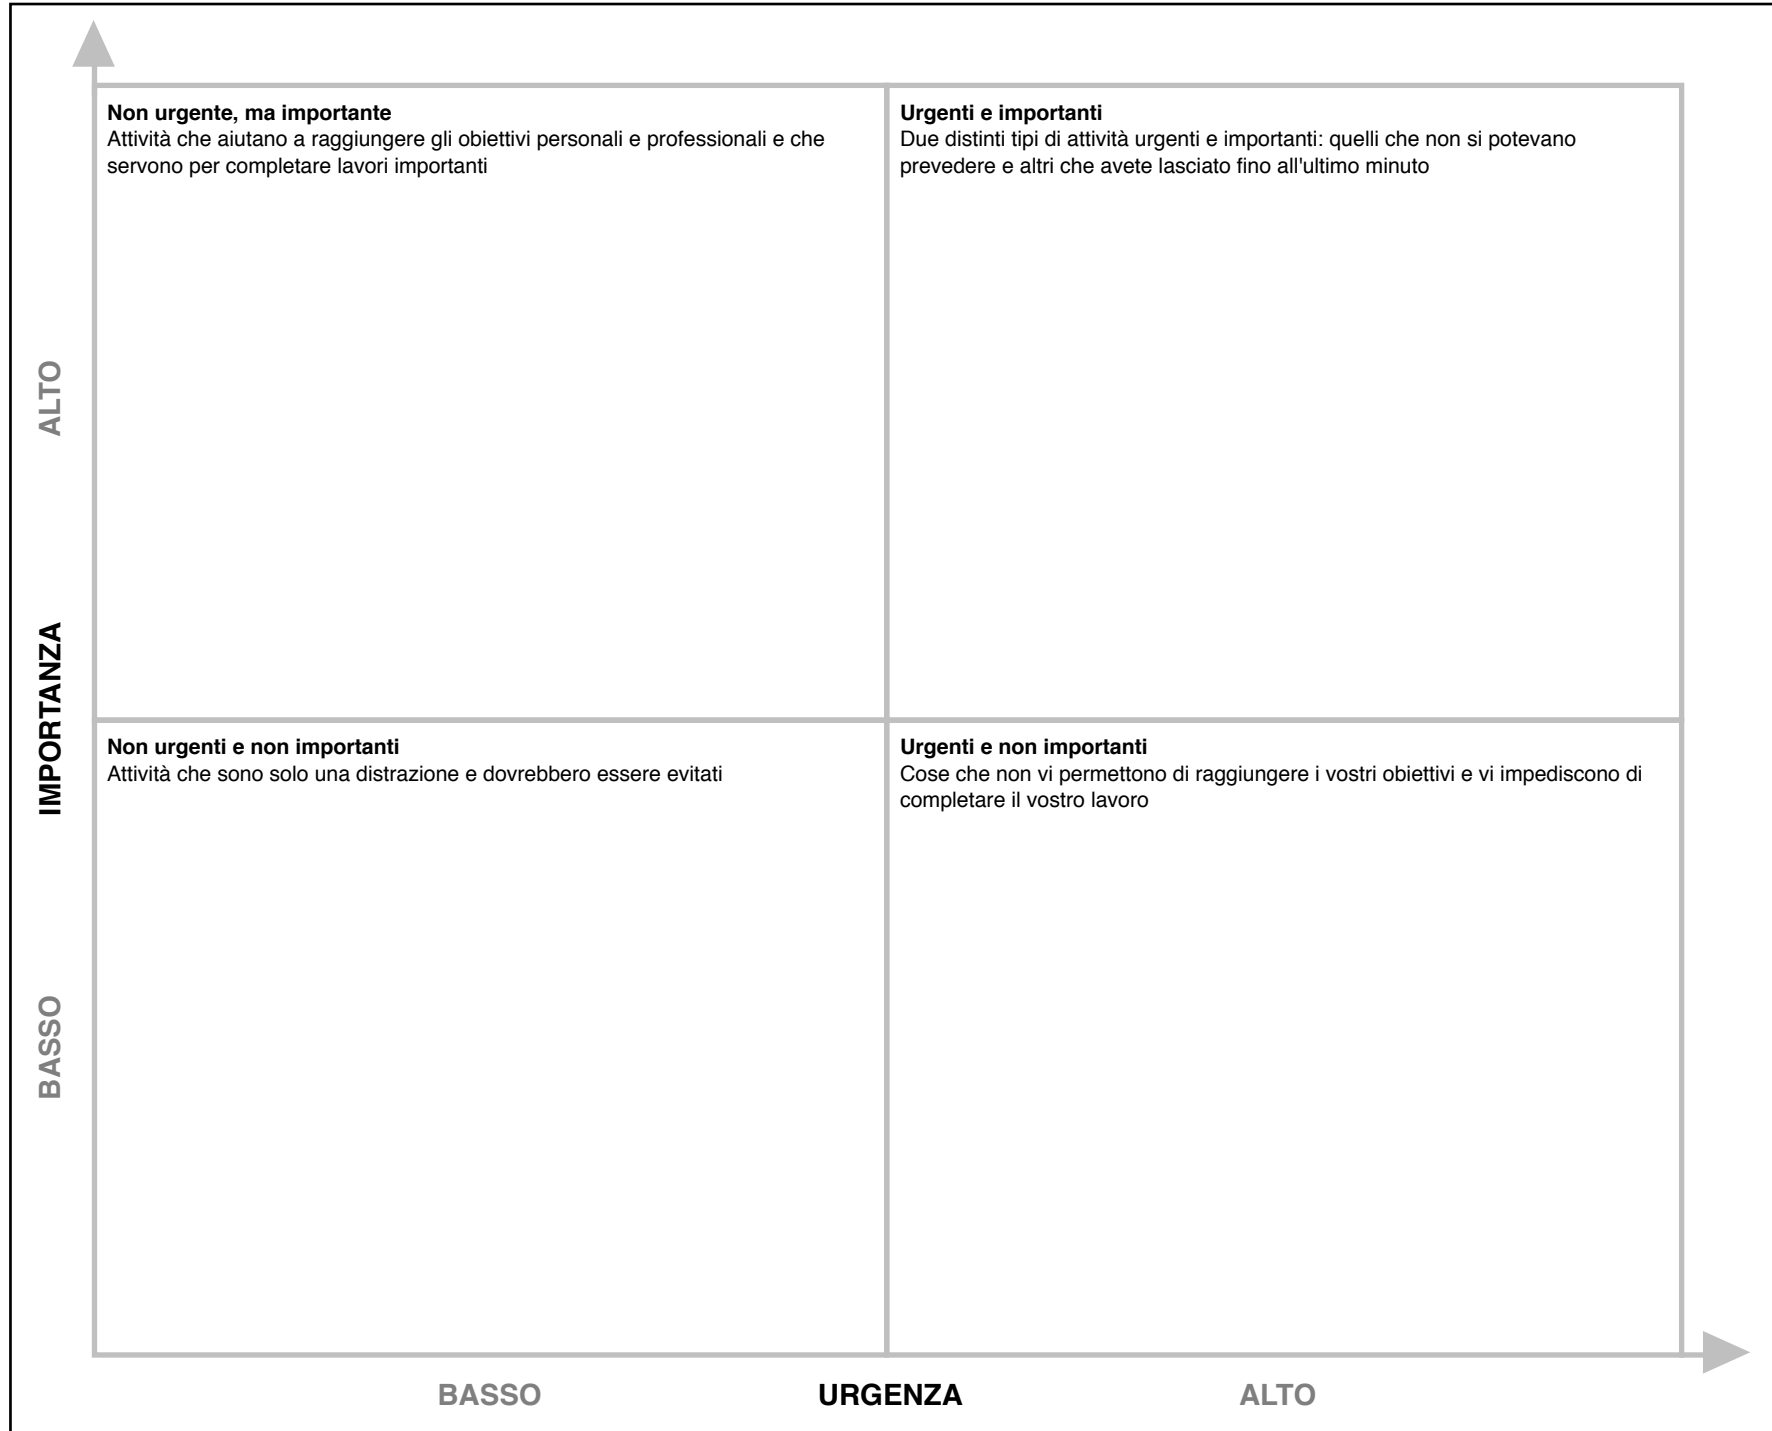 Non urgente, ma importante
Attività che aiutano a raggiungere gli obiettivi personali e professionali e che
servono per completare lavori importanti
Urgenti e importanti
Due distinti tipi di attività urgenti e importanti: quelli che non si potevano
prevedere e altri che avete lasciato fino all'ultimo minuto
ALTO
IMPORTANZA
Non urgenti e non importanti
Attività che sono solo una distrazione e dovrebbero essere evitati
Urgenti e non importanti
Cose che non vi permettono di raggiungere i vostri obiettivi e vi impediscono di
completare il vostro lavoro
BASSO
BASSO
URGENZA
ALTO